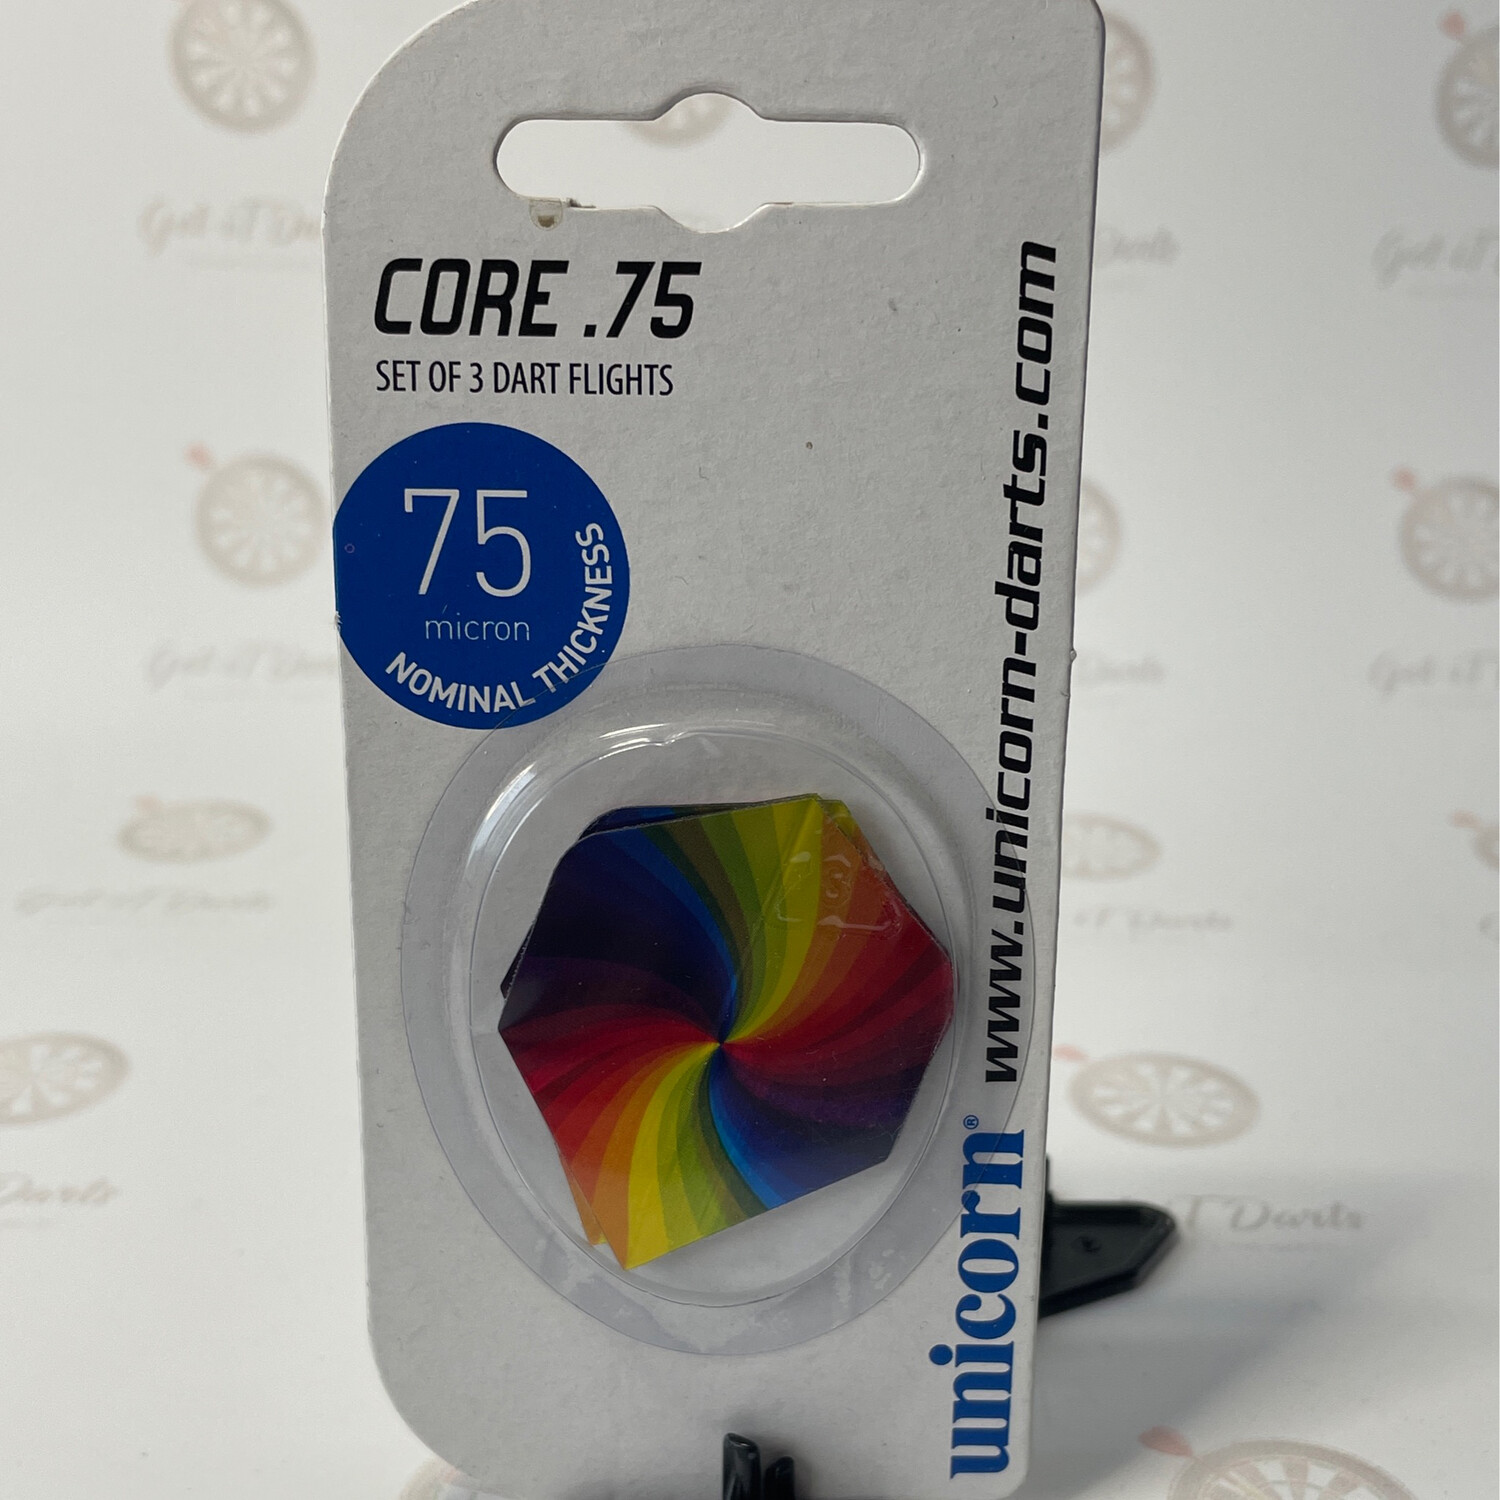 CORE .75
SET OF 3 DART FLIGHTS
75
micron
NOMINAL THICKNESS
www.unicorn-darts.com
unicorn®